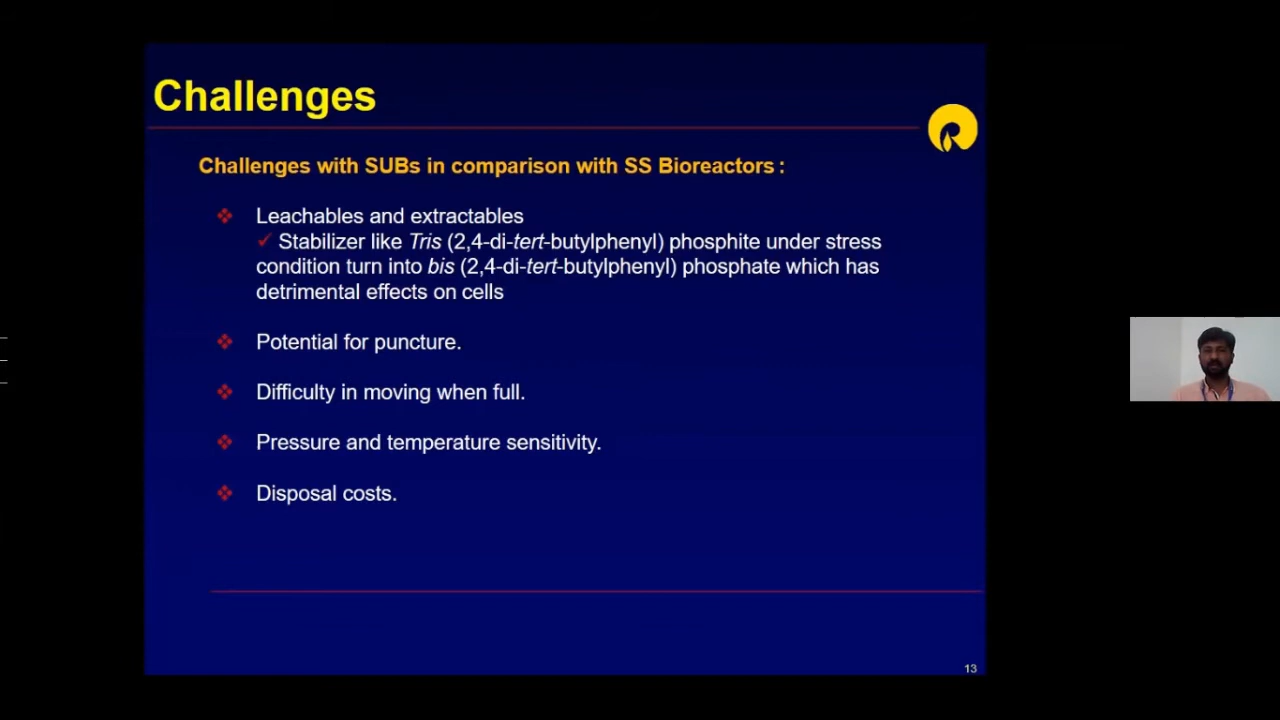 Challenges
Challenges with SUBs in comparison with SS Bioreactors :
❖ Leachables and extractables
✓ Stabilizer like Tris (2,4-di-tert-butylphenyl) phosphite under stress
condition turn into bis (2,4-di-tert-butylphenyl) phosphate which has
detrimental effects on cells
❖ Potential for puncture.
❖ Difficulty in moving when full.
❖ Pressure and temperature sensitivity.
❖ Disposal costs.
13